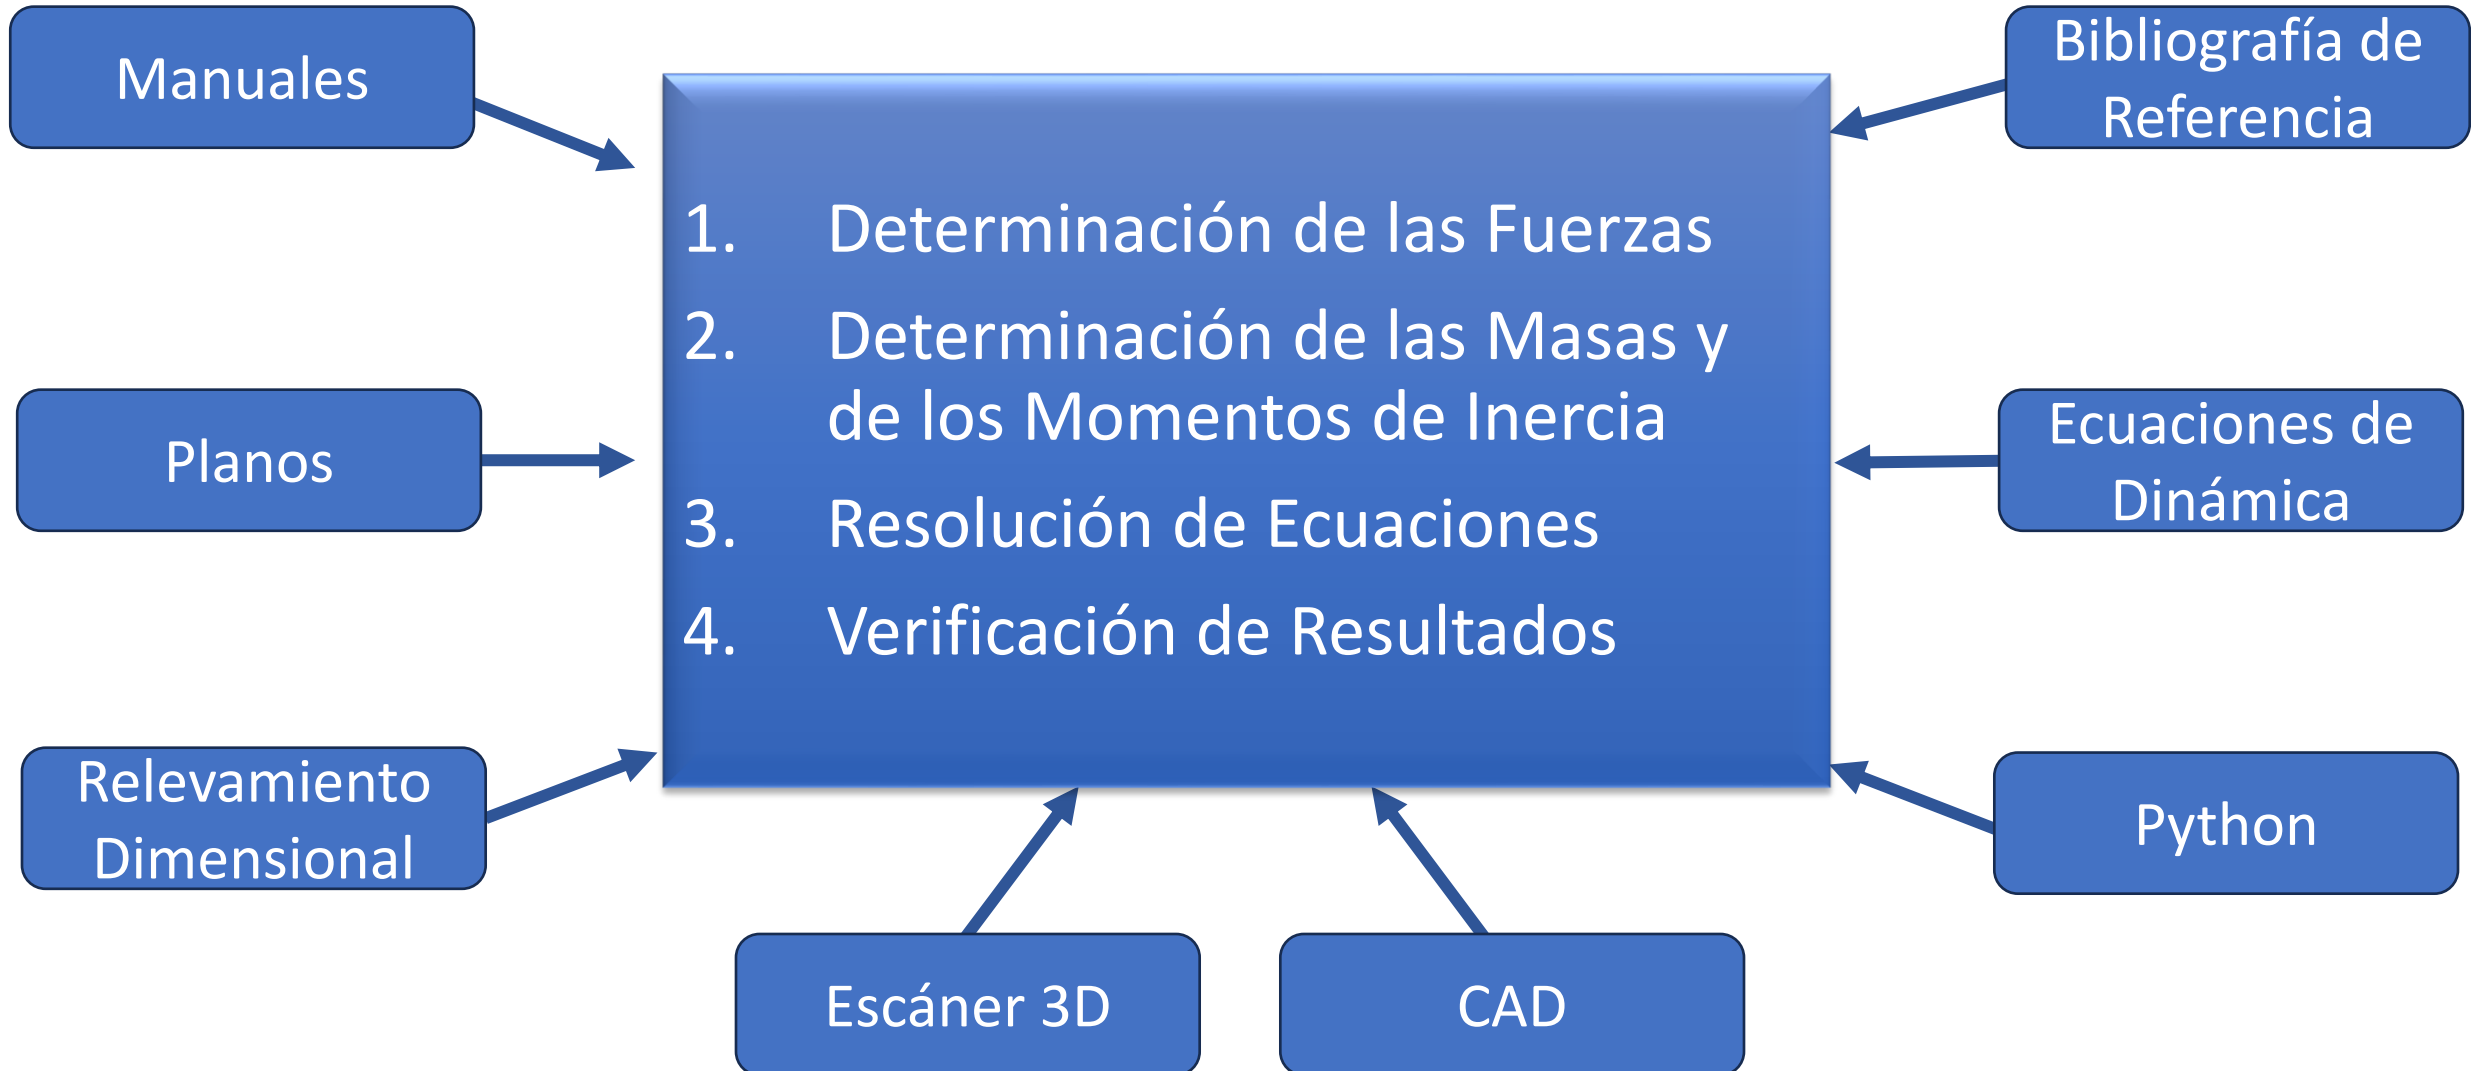 Manuales
Bibliografía de
Referencia
1. Determinación de las Fuerzas
2. Determinación de las Masas y
de los Momentos de Inercia
3. Resolución de Ecuaciones
4. Verificación de Resultados
Planos
Ecuaciones de
Dinámica
Relevamiento
Dimensional
Python
Escáner 3D
CAD